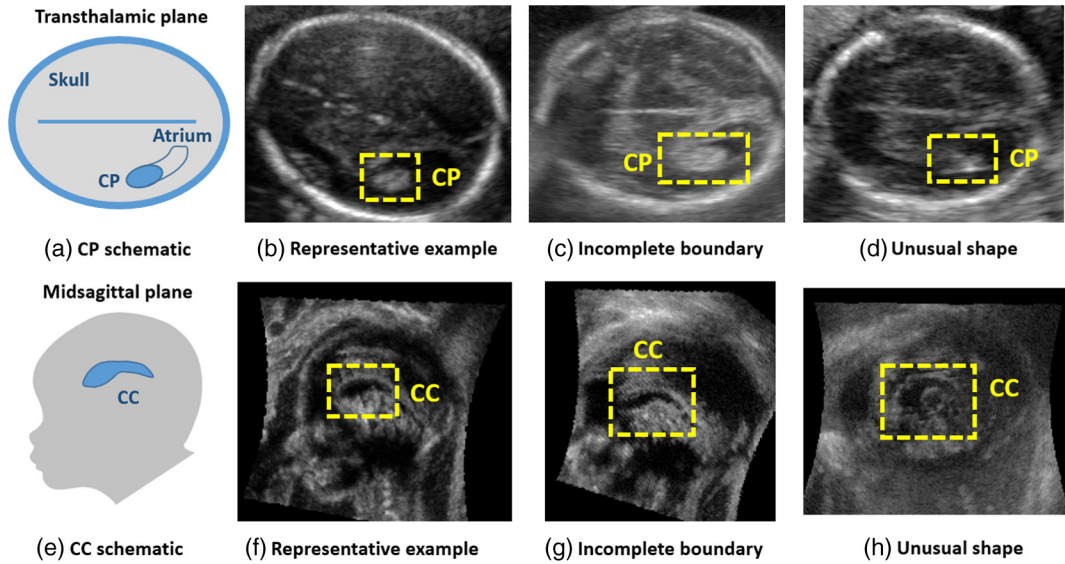 Transthalamic plane
Skull
Atrium
CP
CP
CP
CP
(a) CP schematic
(b) Representative example
(c) Incomplete boundary
(d) Unusual shape
Midsagittal plane
CC
CC
CC
CC
(e) CC schematic
(f) Representative example
(g) Incomplete boundary
(h) Unusual shape